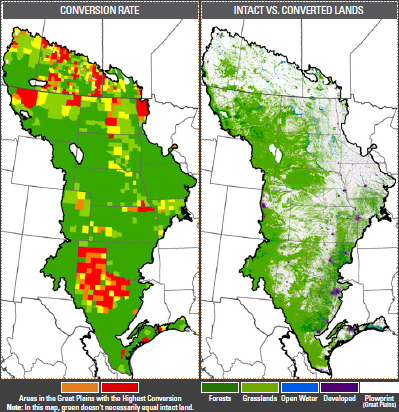 CONVERSION RATE
INTACT VS. CONVERTED LANDS
Areas in the Great Plains with the Highest Conversion
Note: In this map, green doesn't necessarily equal intact land.
Forests Grasslands Open Water Developed Plowprint
(Great Plains)